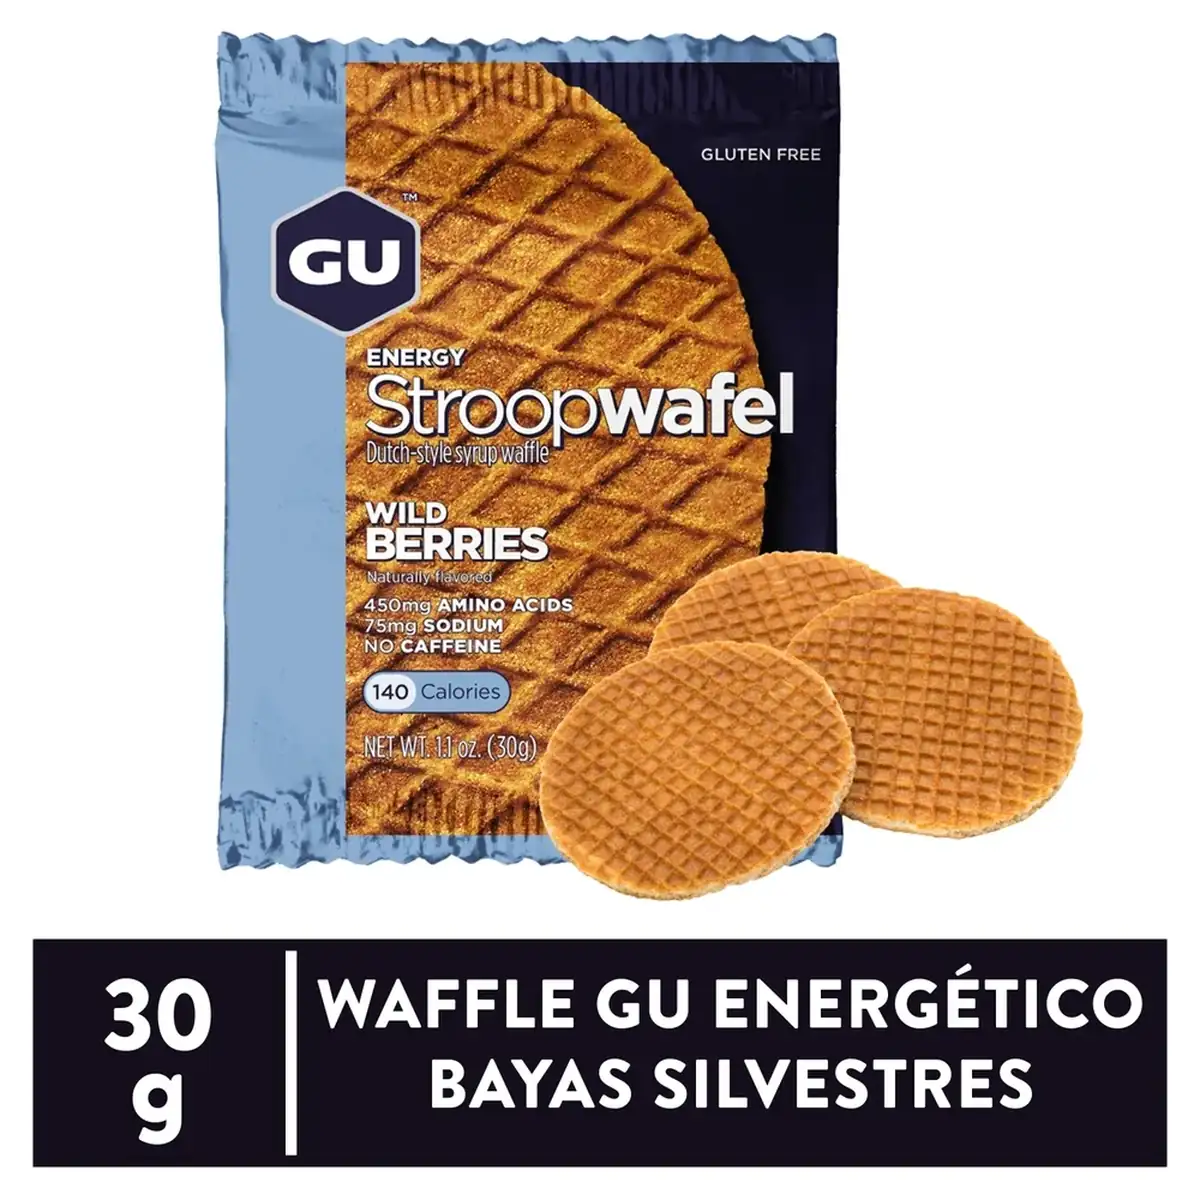 GLUTEN FREE
GU™
ENERGY
Stroopwafel
Dutch-style syrup waffle
WILD
BERRIES
Naturally flavored
450mg AMINO ACIDS
75mg SODIUM
NO CAFFEINE
140 Calories
NET WT. 1.1 oz. (30g)
30
g
WAFFLE GU ENERGÉTICO
BAYAS SILVESTRES